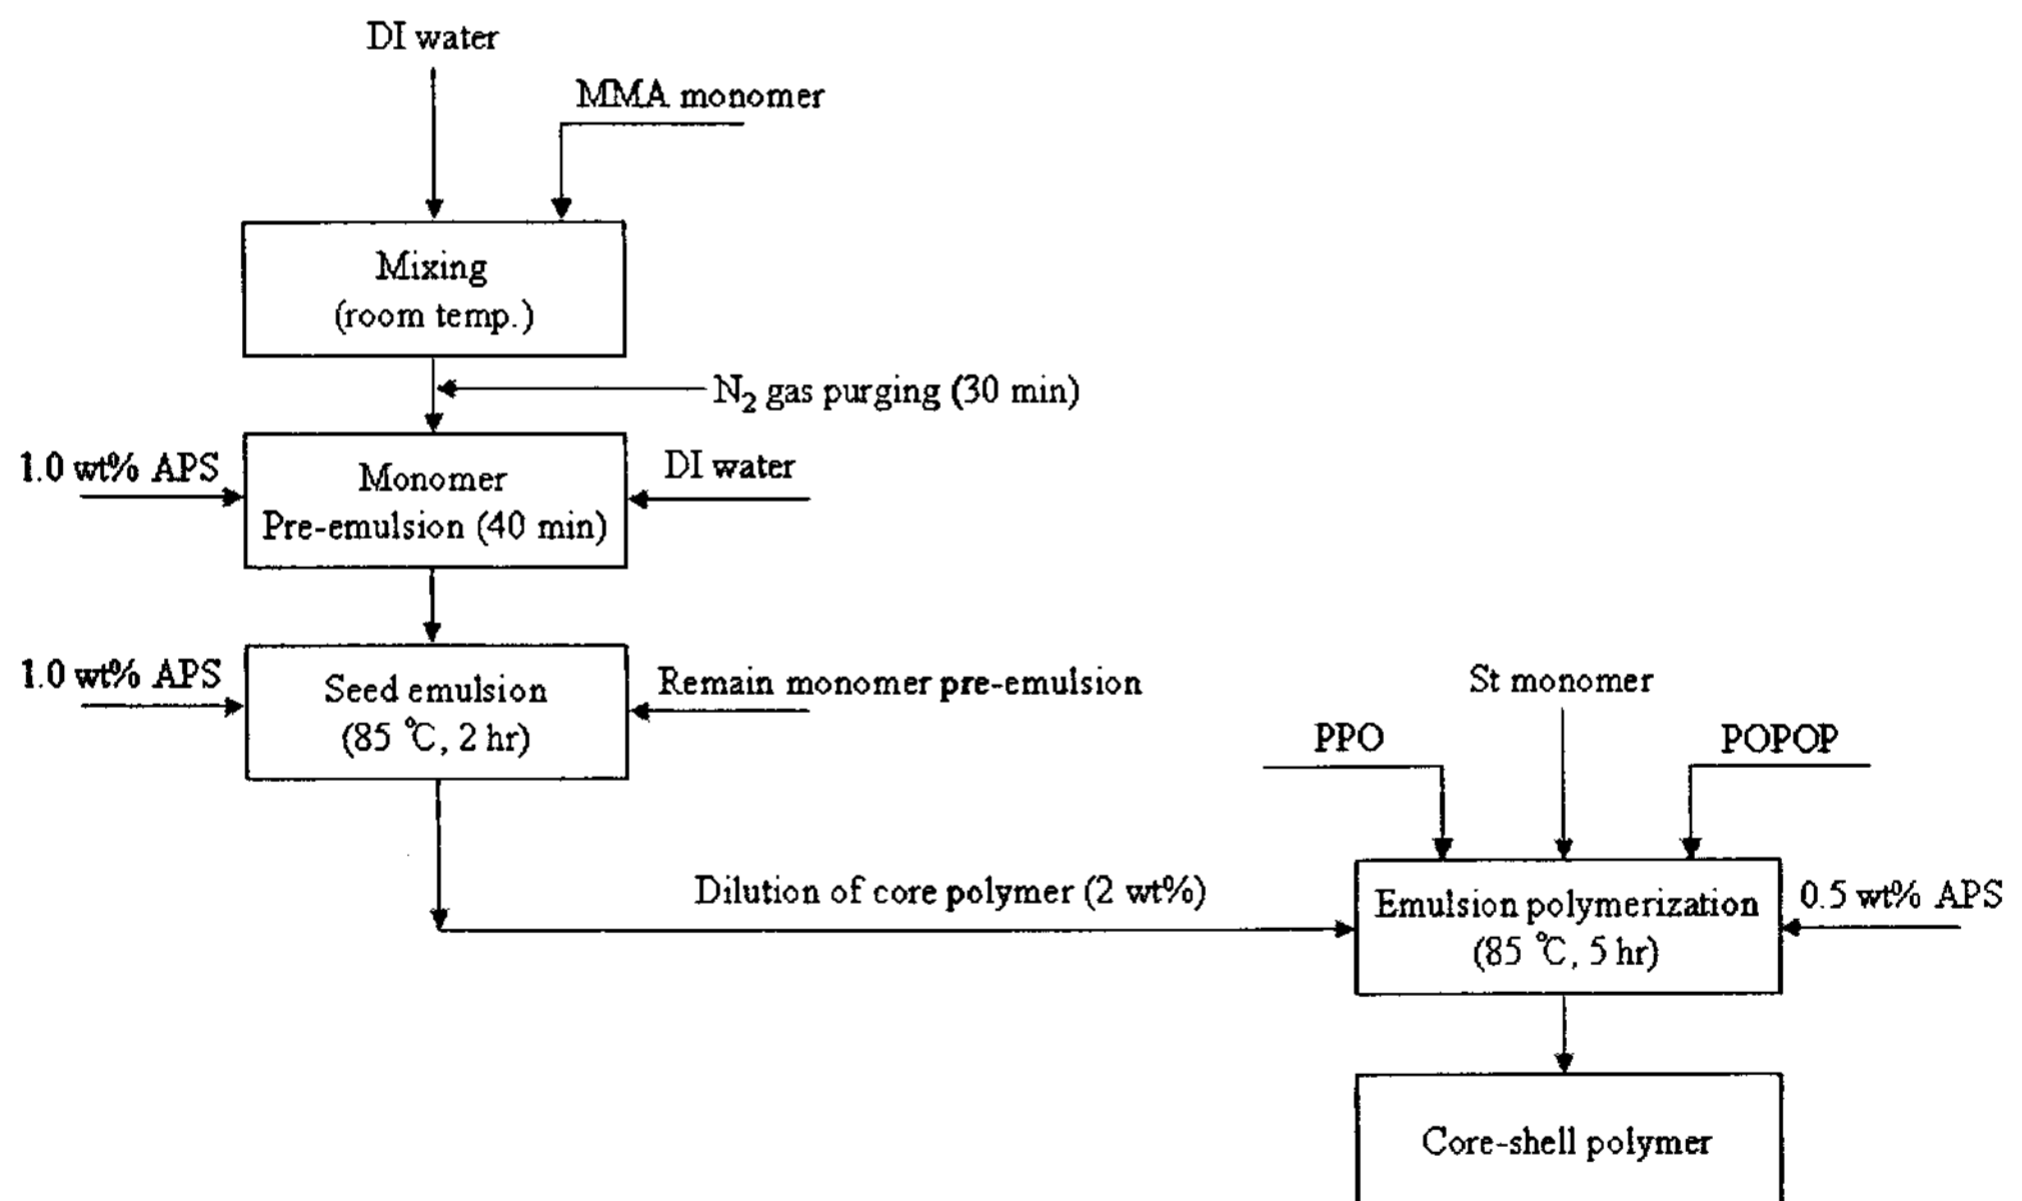 DI water
MMA monomer
Mixing
(room temp.)
N₂ gas purging (30 min)
1.0 wt% APS
Monomer
Pre-emulsion (40 min)
DI water
1.0 wt% APS
Seed emulsion
(85 ℃, 2 hr)
Remain monomer pre-emulsion
St monomer
PPO
POPOP
Dilution of core polymer (2 wt%)
Emulsion polymerization
(85 ℃, 5 hr)
0.5 wt% APS
Core-shell polymer